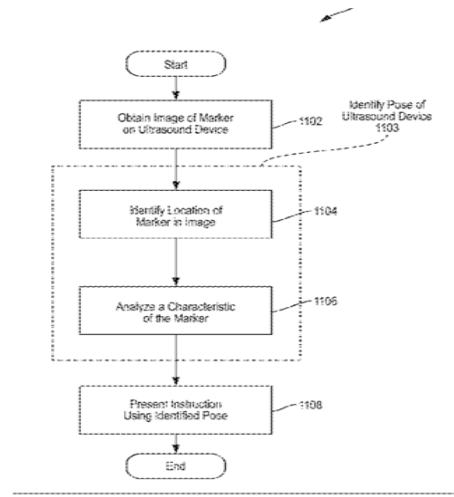 Start
Obtain Image of Marker
on Ultrasound Device
1102
Identify Pose of
Ultrasound Device
1103
Identify Location of
Marker in Image
1104
Analyze a Characteristic
of the Marker
1106
Present Instruction
Using Identified Pose
1108
End